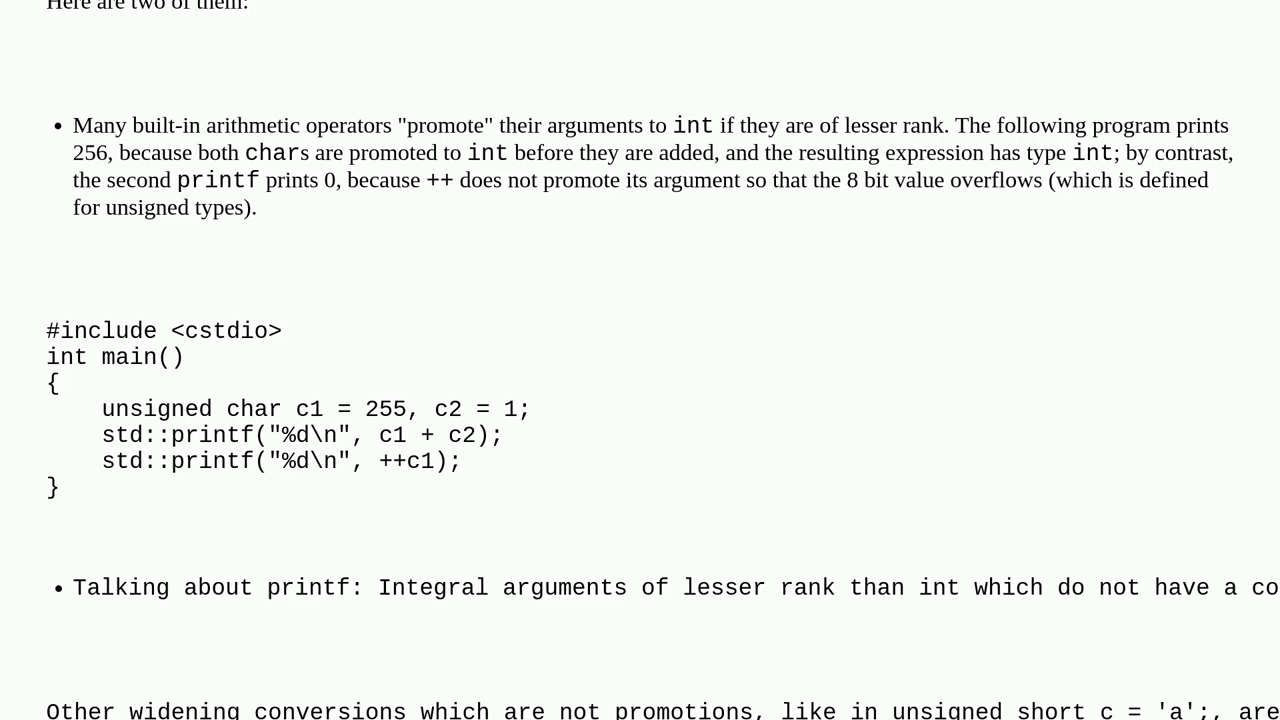 Here are two of them:
• Many built-in arithmetic operators "promote" their arguments to int if they are of lesser rank. The following program prints
256, because both chars are promoted to int before they are added, and the resulting expression has type int; by contrast,
the second printf prints 0, because ++ does not promote its argument so that the 8 bit value overflows (which is defined
for unsigned types).
#include <cstdio>
int main()
{
    unsigned char c1 = 255, c2 = 1;
    std::printf("%d\n", c1 + c2);
    std::printf("%d\n", ++c1);
}
• Talking about printf: Integral arguments of lesser rank than int which do not have a co
Other widening conversions which are not promotions, like in unsigned short c = 'a';, are